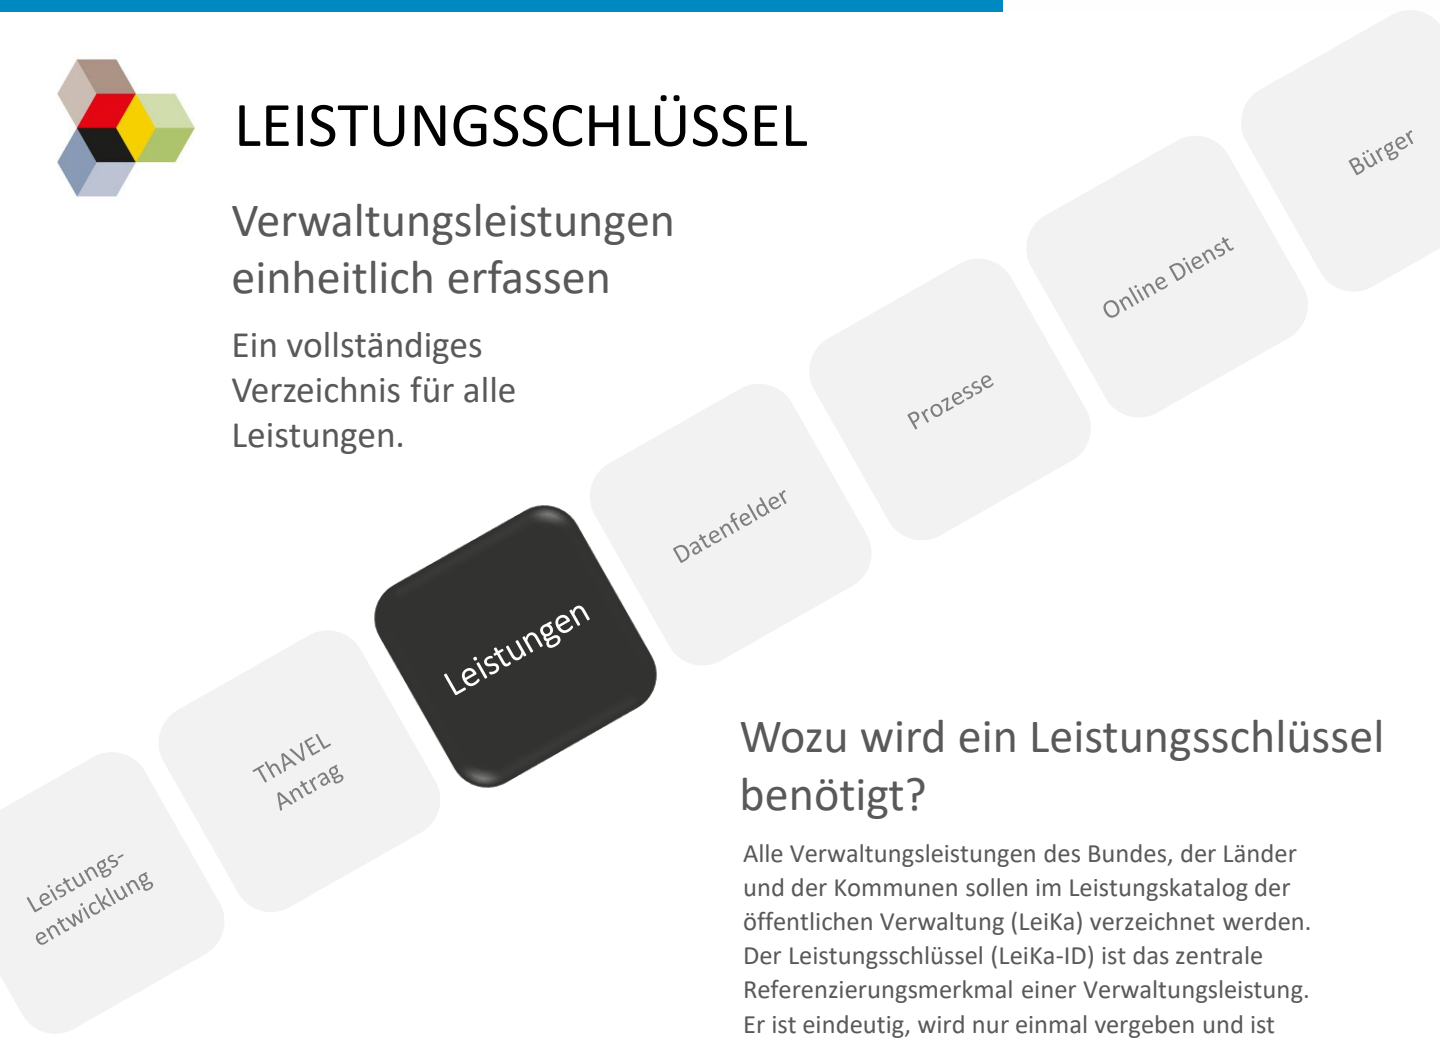 LEISTUNGSSCHLÜSSEL
Verwaltungsleistungen
einheitlich erfassen
Ein vollständiges
Verzeichnis für alle
Leistungen.
Bürger
Online Dienst
Prozesse
Datenfelder
Leistungen
ThAVEL
Antrag
Leistungs-
entwicklung
Wozu wird ein Leistungsschlüssel
benötigt?
Alle Verwaltungsleistungen des Bundes, der Länder
und der Kommunen sollen im Leistungskatalog der
öffentlichen Verwaltung (LeiKa) verzeichnet werden.
Der Leistungsschlüssel (LeiKa-ID) ist das zentrale
Referenzierungsmerkmal einer Verwaltungsleistung.
Er ist eindeutig, wird nur einmal vergeben und ist